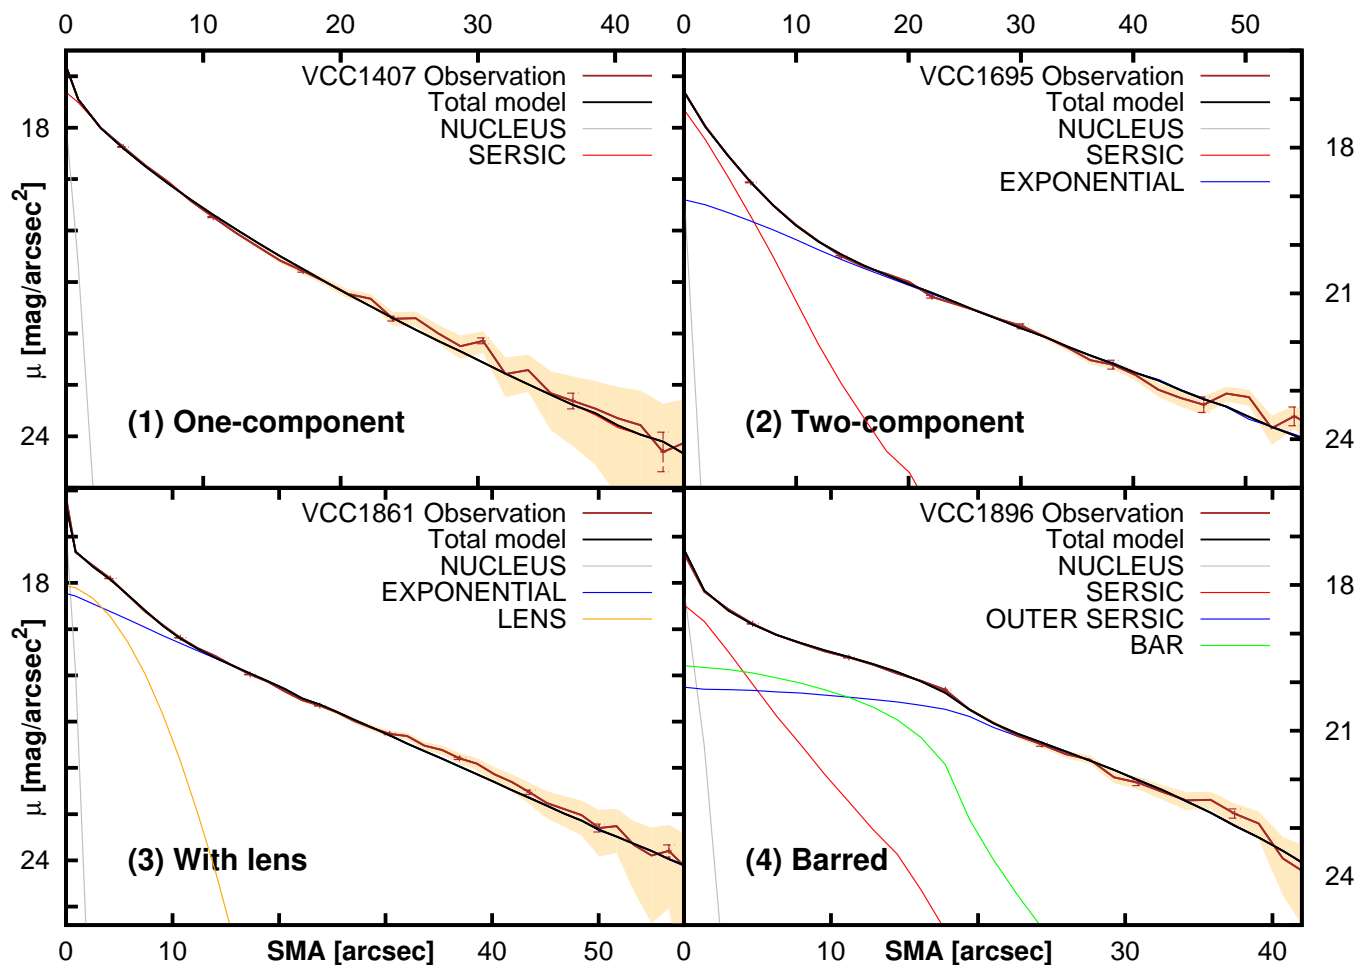 0 10 20 30 40 0 10 20 30 40 50
VCC1407 Observation
Total model
NUCLEUS
SERSIC
18
24
μ [mag/arcsec²]
(1) One-component
VCC1695 Observation
Total model
NUCLEUS
SERSIC
EXPONENTIAL
18
21
24
(2) Two-component
VCC1861 Observation
Total model
NUCLEUS
EXPONENTIAL
LENS
18
24
μ [mag/arcsec²]
(3) With lens
VCC1896 Observation
Total model
NUCLEUS
SERSIC
OUTER SERSIC
BAR
18
21
24
(4) Barred
0 10 SMA [arcsec] 40 50 0 10 SMA [arcsec] 30 40